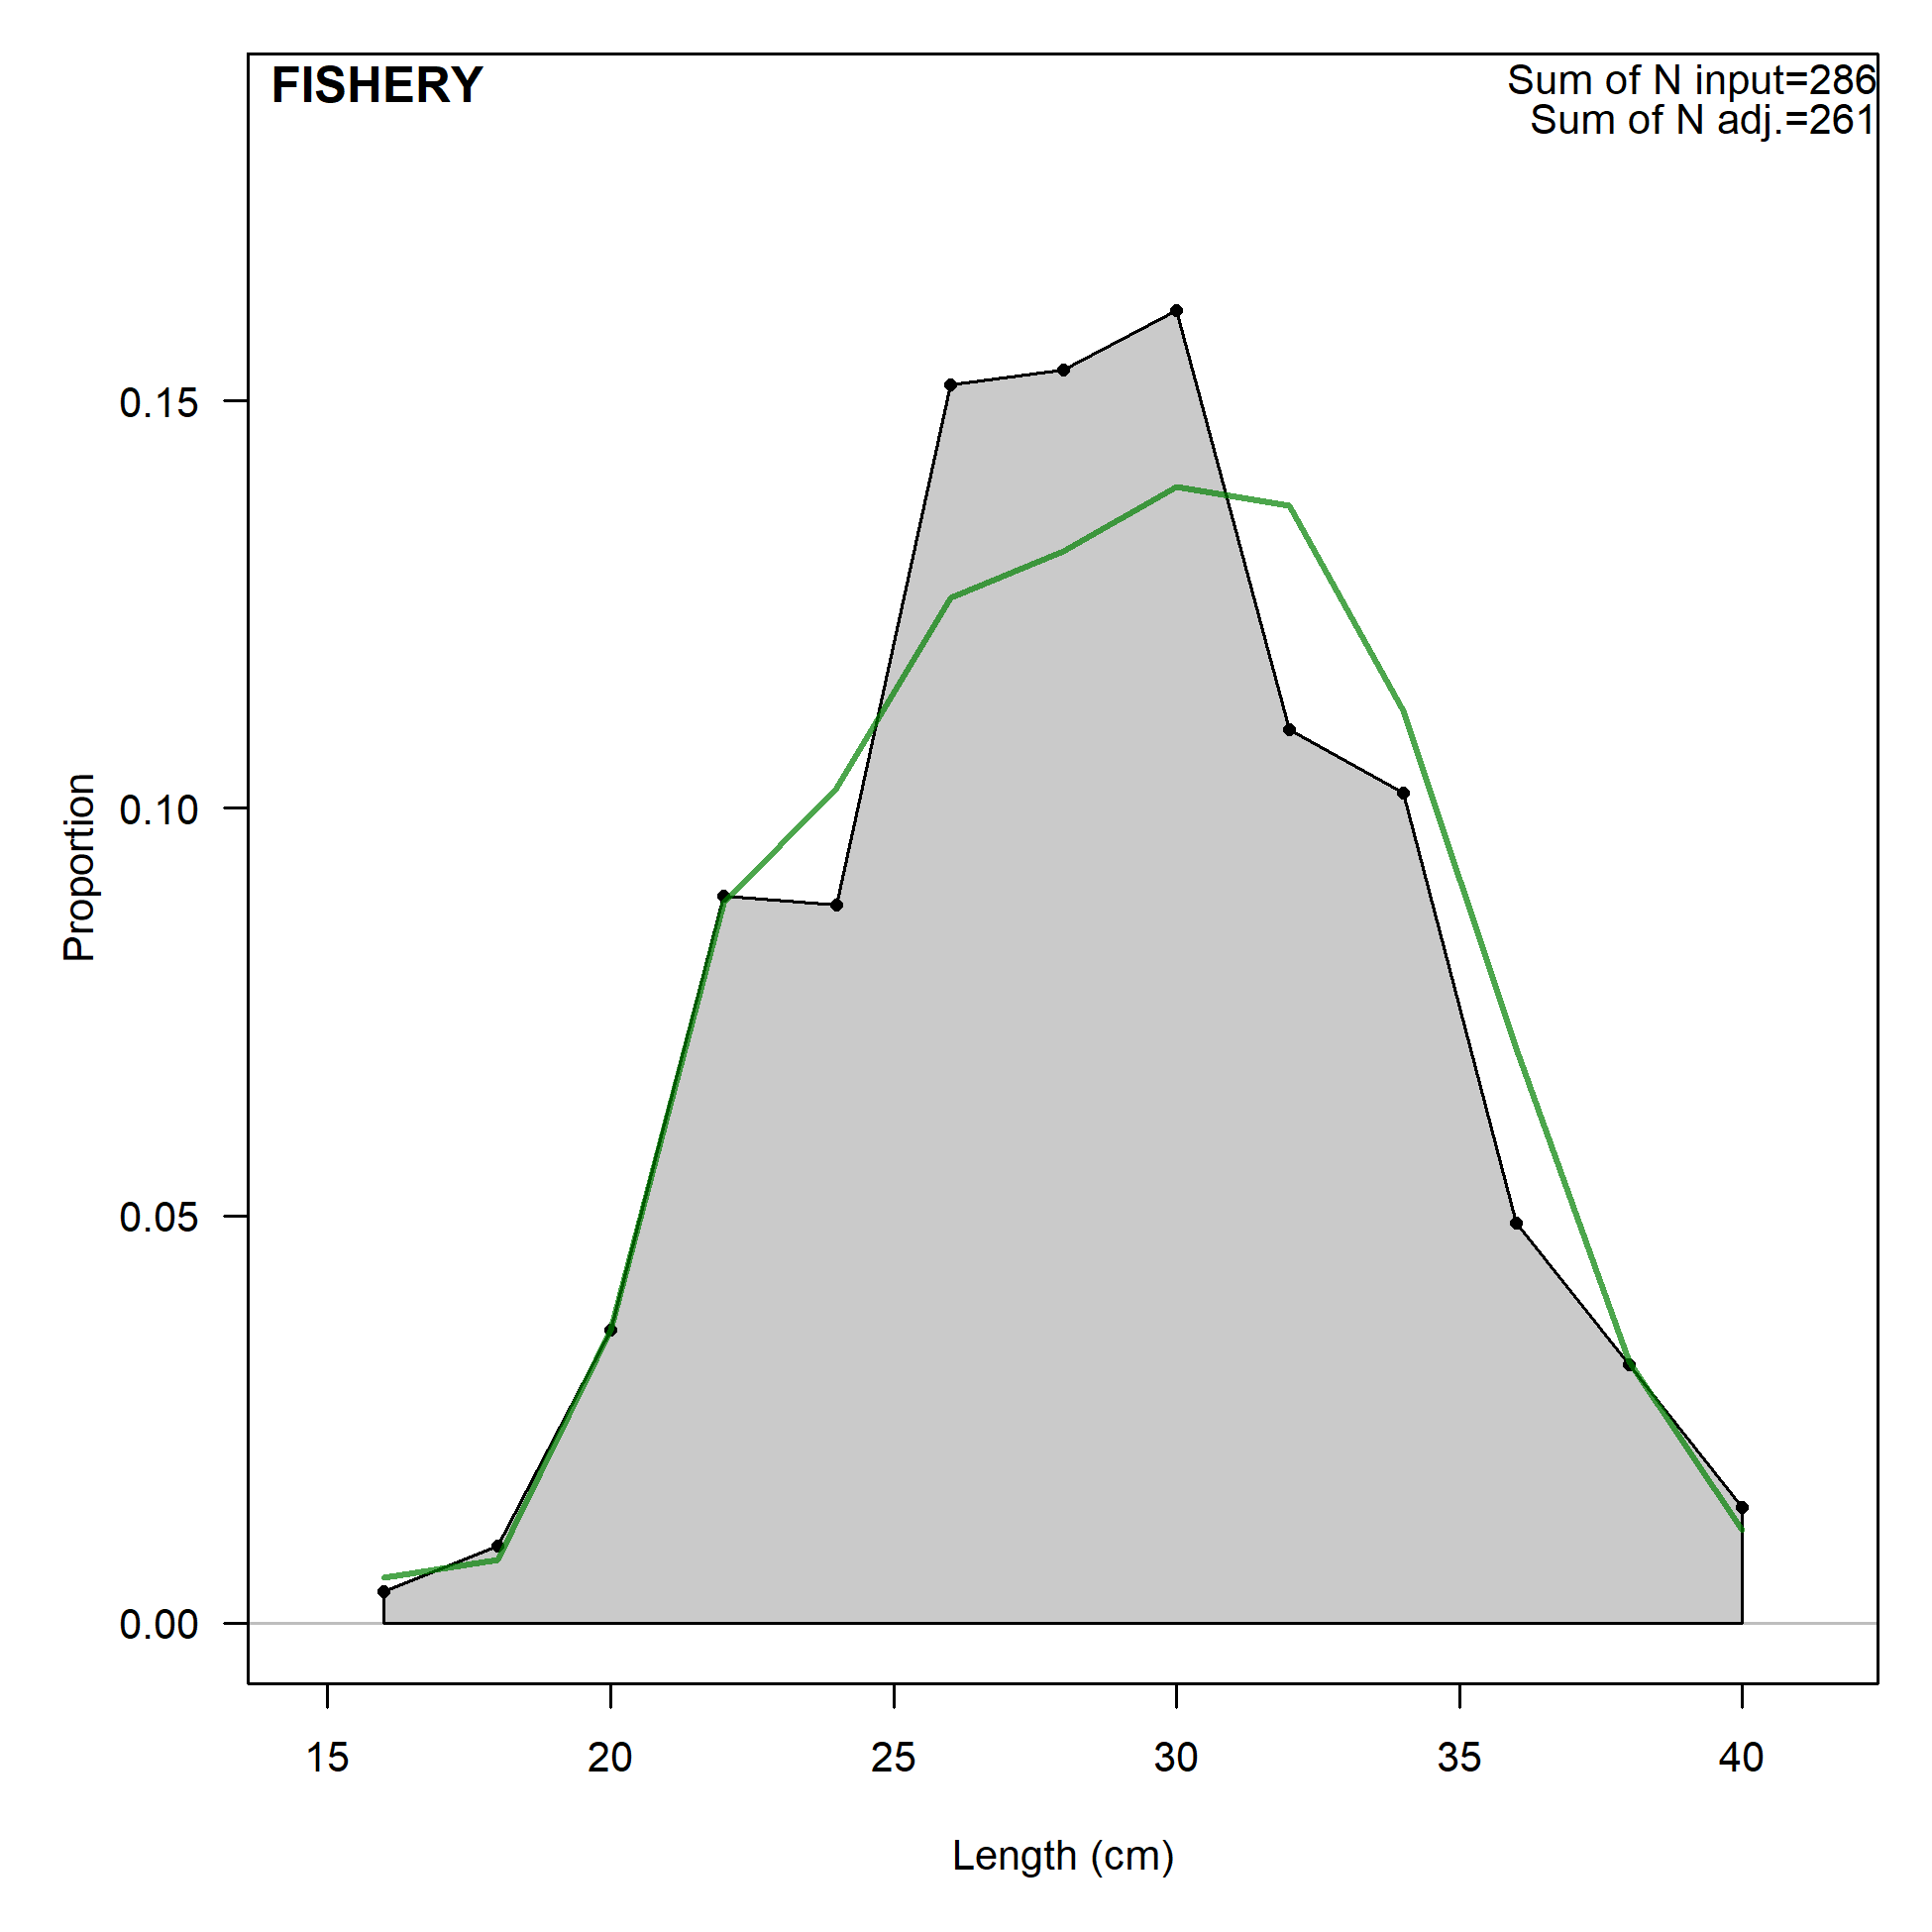 FISHERY
Sum of N input=286
Sum of N adj.=261
Proportion
0.15
0.10
0.05
0.00
15 20 25 30 35 40
Length (cm)